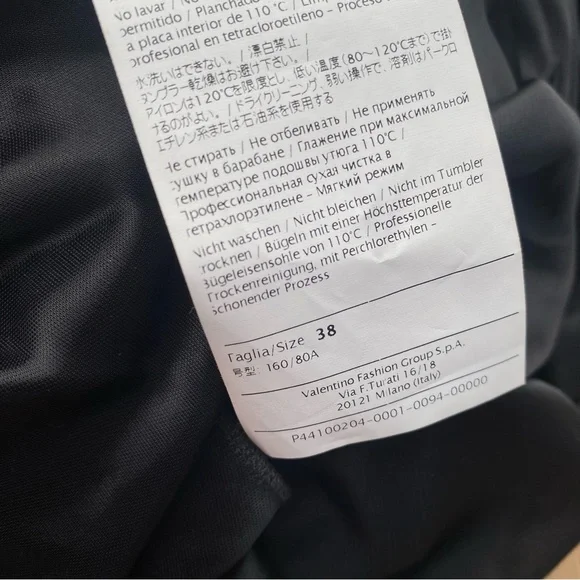 No lavar / No
permitido / Planchado
a placa interior de 110°C / Limp
profesional en tetracloroetileno – Proceso
水洗いはできない。/ 漂白禁止 /
タンブラー乾燥はお避け下さい。/
アイロンは120℃を限度とし、低い温度(80~120℃まで)で掛
けるのがよい。/ ドライクリーニング、弱い操作で、溶剤はパークロ
エチレン系または石油系を使用する
Не стирать / Не отбеливать / Не применять
сушку в барабане / Глажение при максимальной
температуре подошвы утюга 110°C /
Профессиональная сухая чистка в
тетрахлорэтилене – Мягкий режим
Nicht waschen / Nicht bleichen / Nicht im Tumbler
trocknen / Bügeln mit einer Höchsttemperatur der
Bügeleisensohle von 110°C / Professionelle
Trockenreinigung, mit Perchlorethylen –
Schonender Prozess
Taglia/Size 38
号型: 160/80A
Valentino Fashion Group S.p.A.
Via F.Turati 16/18
20121 Milano (Italy)
P44100204-0001-0094-00000